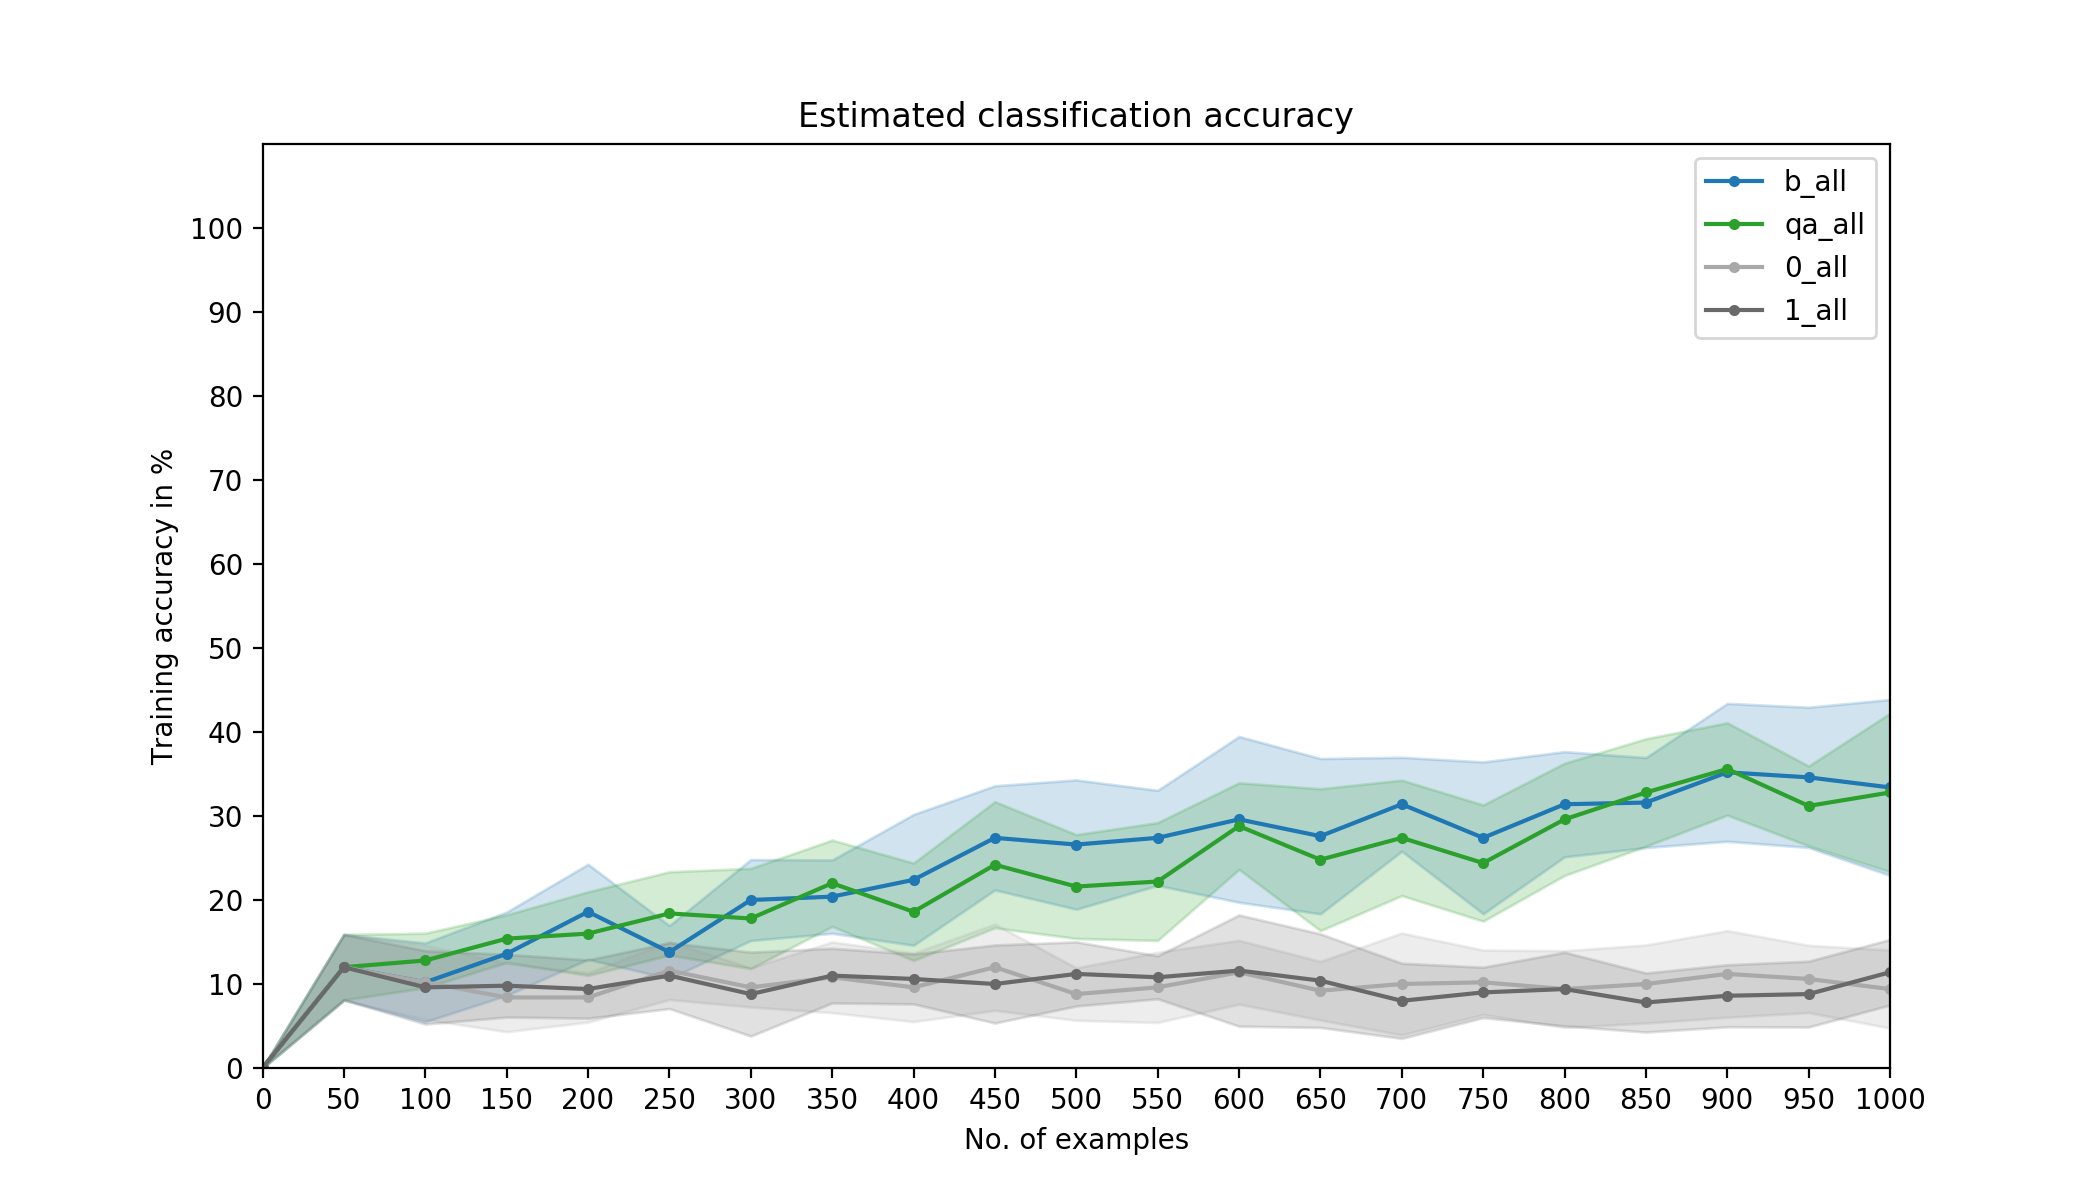 Estimated classification accuracy
b_all
qa_all
0_all
1_all
Training accuracy in %
100
90
80
70
60
50
40
30
20
10
0
0 50 100 150 200 250 300 350 400 450 500 550 600 650 700 750 800 850 900 950 1000
No. of examples